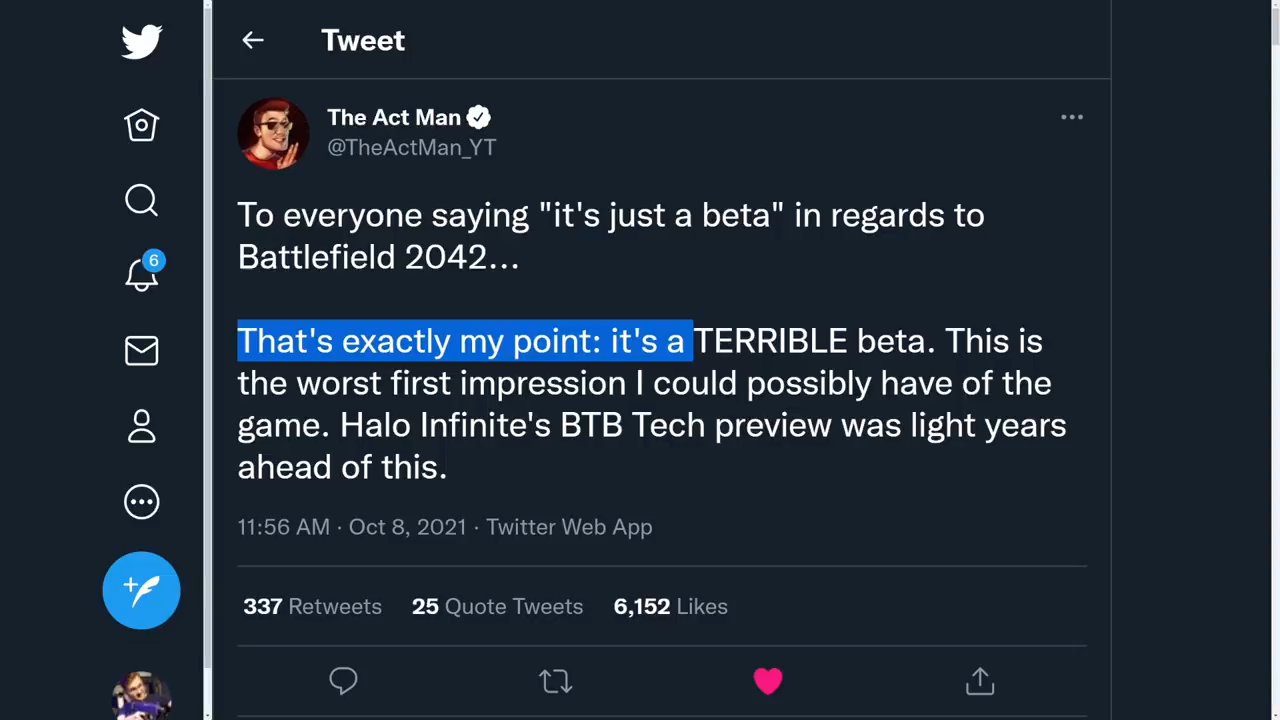 Tweet
The Act Man
@TheActMan_YT
To everyone saying "it's just a beta" in regards to
Battlefield 2042...
That's exactly my point: it's a TERRIBLE beta. This is
the worst first impression I could possibly have of the
game. Halo Infinite's BTB Tech preview was light years
ahead of this.
11:56 AM · Oct 8, 2021 · Twitter Web App
337 Retweets 25 Quote Tweets 6,152 Likes
6